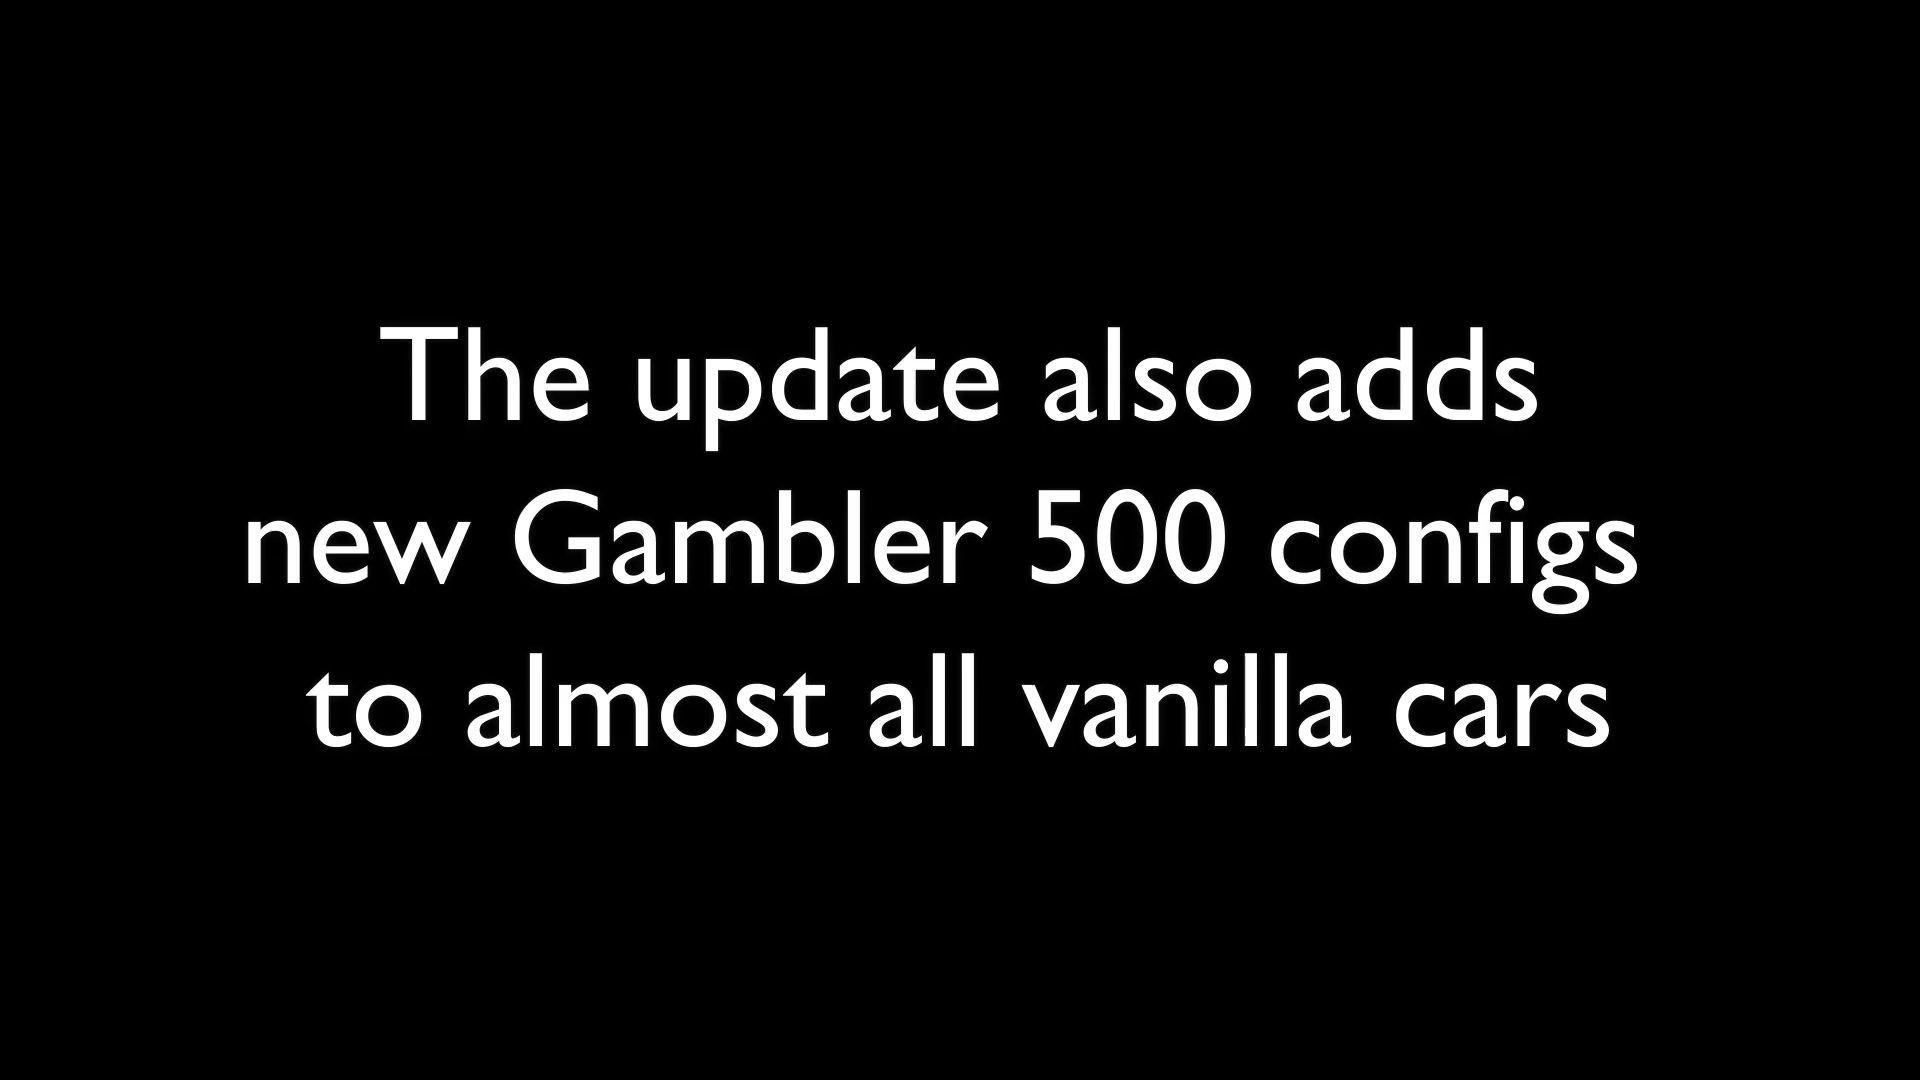 The update also adds
new Gambler 500 configs
to almost all vanilla cars